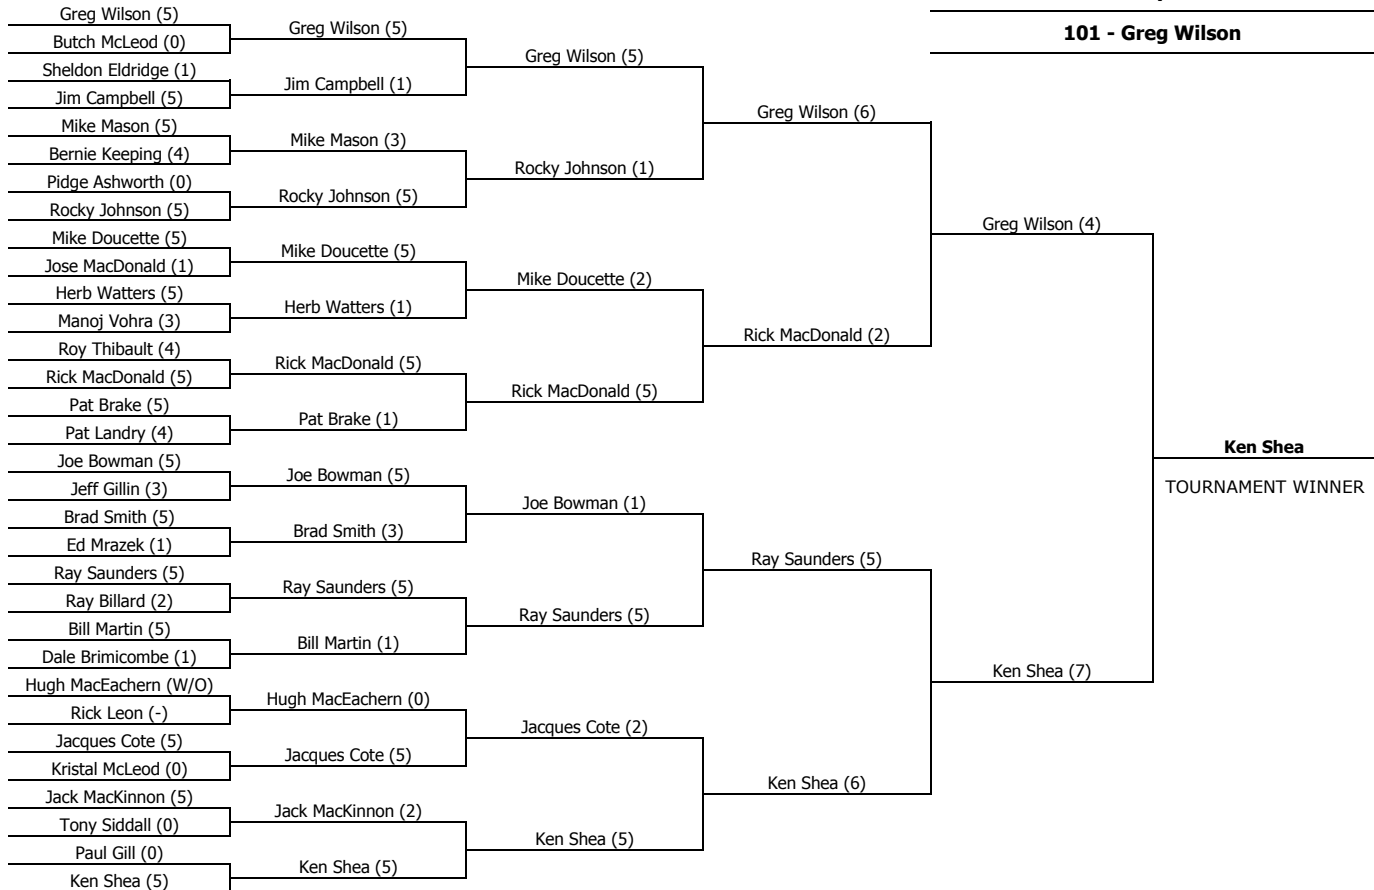 101 - Greg Wilson
Greg Wilson (5)
Butch McLeod (0)
Sheldon Eldridge (1)
Jim Campbell (5)
Mike Mason (5)
Bernie Keeping (4)
Pidge Ashworth (0)
Rocky Johnson (5)
Mike Doucette (5)
Jose MacDonald (1)
Herb Watters (5)
Manoj Vohra (3)
Roy Thibault (4)
Rick MacDonald (5)
Pat Brake (5)
Pat Landry (4)
Joe Bowman (5)
Jeff Gillin (3)
Brad Smith (5)
Ed Mrazek (1)
Ray Saunders (5)
Ray Billard (2)
Bill Martin (5)
Dale Brimicombe (1)
Hugh MacEachern (W/O)
Rick Leon (-)
Jacques Cote (5)
Kristal McLeod (0)
Jack MacKinnon (5)
Tony Siddall (0)
Paul Gill (0)
Ken Shea (5)
Greg Wilson (5)
Jim Campbell (1)
Mike Mason (3)
Rocky Johnson (5)
Mike Doucette (5)
Herb Watters (1)
Rick MacDonald (5)
Pat Brake (1)
Joe Bowman (5)
Brad Smith (3)
Ray Saunders (5)
Bill Martin (1)
Hugh MacEachern (0)
Jacques Cote (5)
Jack MacKinnon (2)
Ken Shea (5)
Greg Wilson (5)
Rocky Johnson (1)
Mike Doucette (2)
Rick MacDonald (5)
Joe Bowman (1)
Ray Saunders (5)
Jacques Cote (2)
Ken Shea (5)
Greg Wilson (6)
Rick MacDonald (2)
Ray Saunders (5)
Ken Shea (6)
Greg Wilson (4)
Ken Shea (7)
Ken Shea
TOURNAMENT WINNER